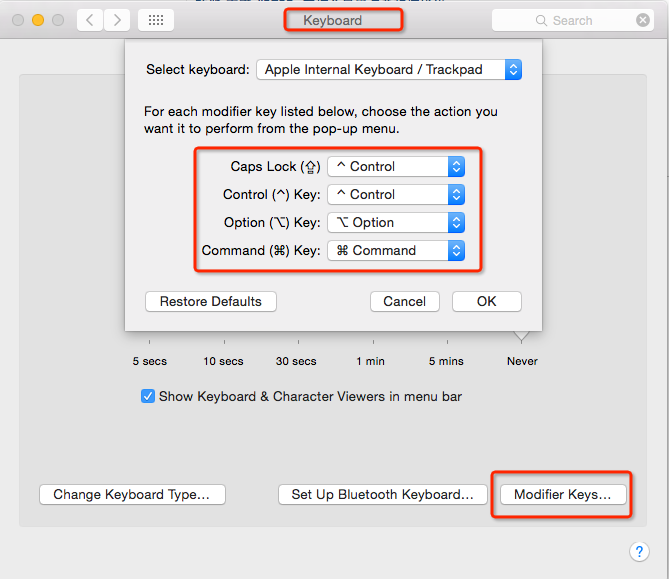 Keyboard
Search
Select keyboard: Apple Internal Keyboard / Trackpad
For each modifier key listed below, choose the action you
want it to perform from the pop-up menu.
Caps Lock (⇪) ^ Control
Control (^) Key: ^ Control
Option (⌥) Key: ⌥ Option
Command (⌘) Key: ⌘ Command
Restore Defaults Cancel OK
5 secs 10 secs 30 secs 1 min 5 mins Never
Show Keyboard & Character Viewers in menu bar
Change Keyboard Type... Set Up Bluetooth Keyboard... Modifier Keys...
?